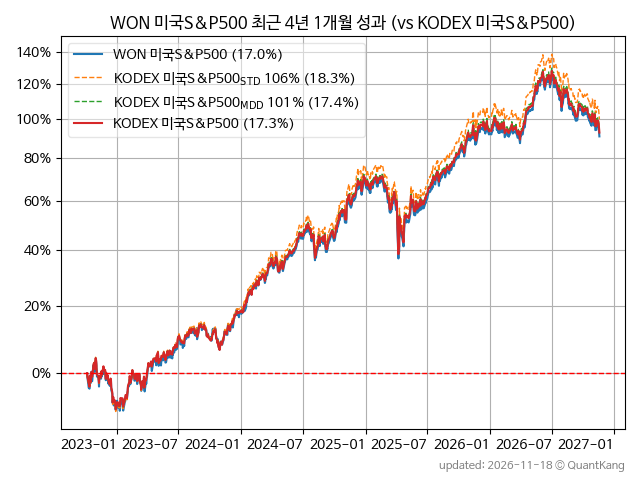 WON 미국S&P500 최근 4년 1개월 성과 (vs KODEX 미국S&P500)
140%
120%
100%
80%
60%
40%
20%
0%
WON 미국S&P500 (17.0%)
KODEX 미국S&P500STD 106% (18.3%)
KODEX 미국S&P500MDD 101% (17.4%)
KODEX 미국S&P500 (17.3%)
2023-01 2023-07 2024-01 2024-07 2025-01 2025-07 2026-01 2026-07 2027-01
updated: 2026-11-18 © QuantKang